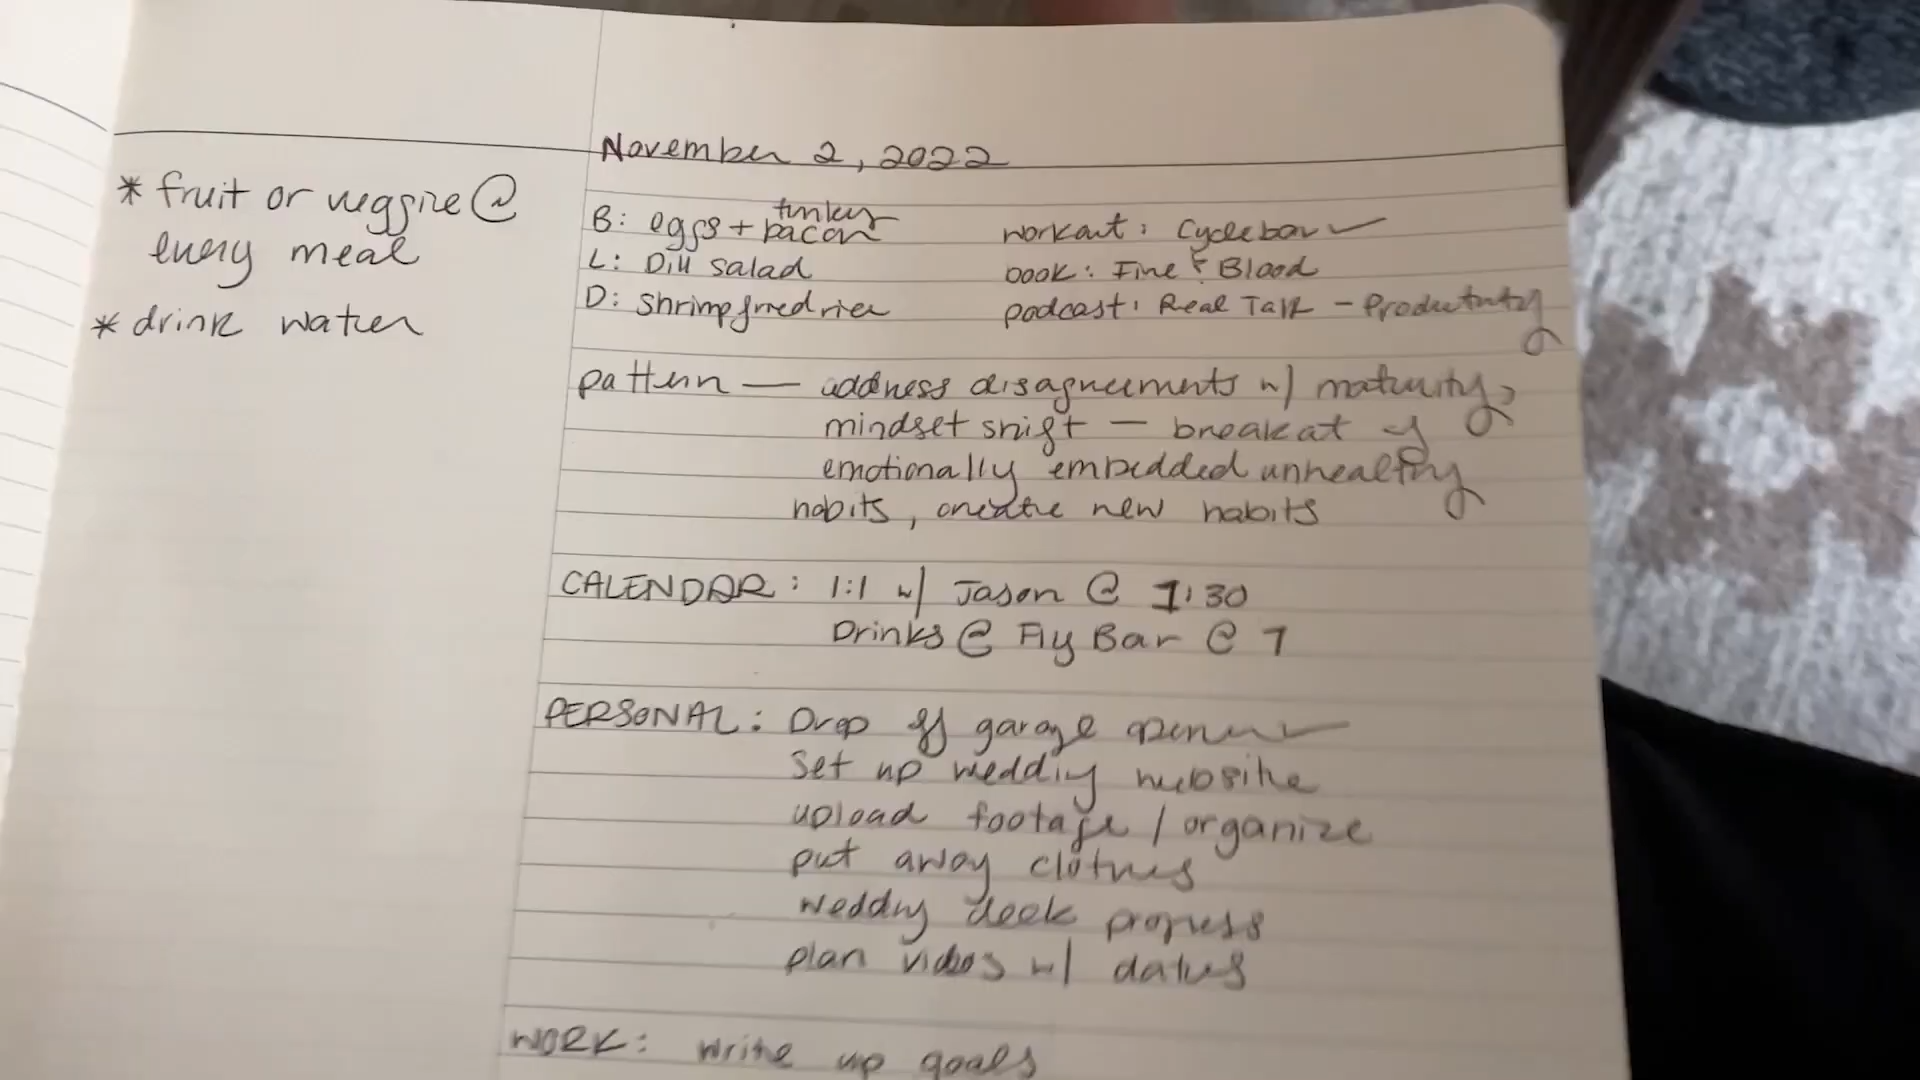 * fruit or veggie @
every meal
* drink water
November 2, 2022
B: eggs + turkey bacon
workout: Cyclebar ✓
L: Dill salad
book: Fire & Blood
D: shrimp fried rice
podcast: Real Talk - Productivity
pattern — address disagreements w/ maturity,
mindset shift — break at
emotionally embedded unhealthy
habits, create new habits
CALENDAR: 1:1 w/ Jason @ 1:30
Drinks @ Fly Bar @ 7
PERSONAL: Drop off garage opener ✓
Set up wedding website
upload footage / organize
put away clothes
wedding deck progress
plan videos w/ dates
WORK: write up goals